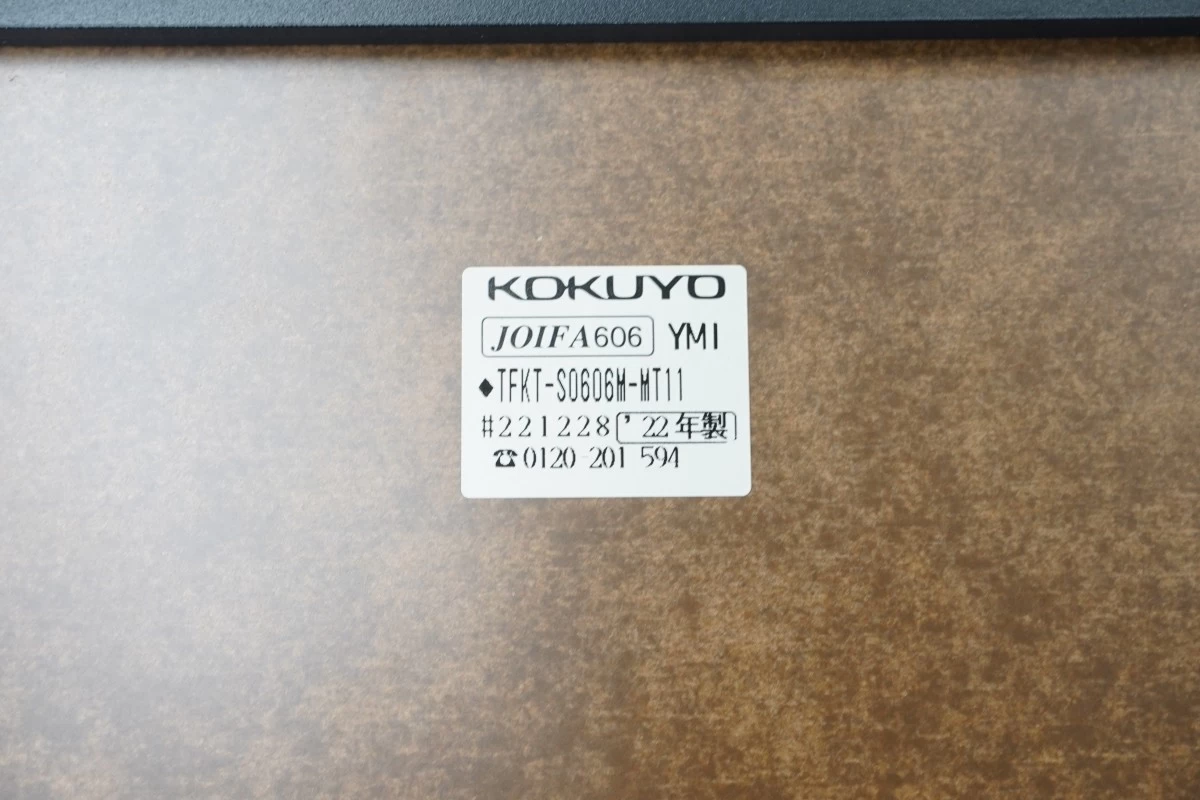 KOKUYO
JOIFA606 YMI
◆TFKT-S0606M-MT11
#221228 '22年製
☎0120-201 594